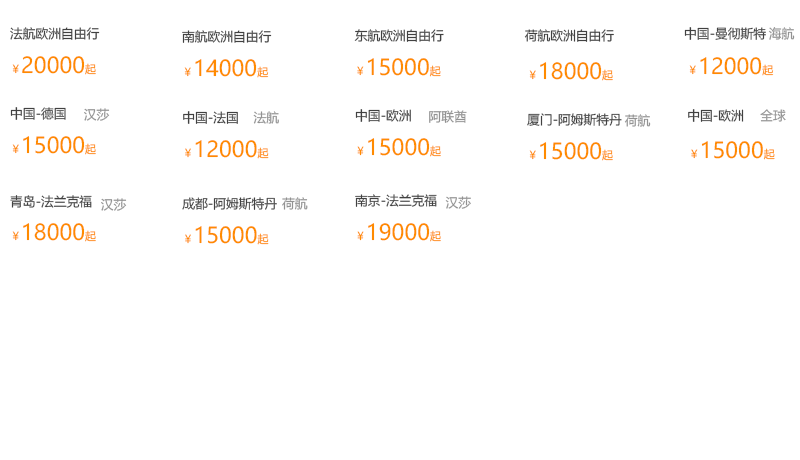 法航欧洲自由行
¥20000起
南航欧洲自由行
¥14000起
东航欧洲自由行
¥15000起
荷航欧洲自由行
¥18000起
中国-曼彻斯特 海航
¥12000起
中国-德国 汉莎
¥15000起
中国-法国 法航
¥12000起
中国-欧洲 阿联酋
¥15000起
厦门-阿姆斯特丹 荷航
¥15000起
中国-欧洲 全球
¥15000起
青岛-法兰克福 汉莎
¥18000起
成都-阿姆斯特丹 荷航
¥15000起
南京-法兰克福 汉莎
¥19000起